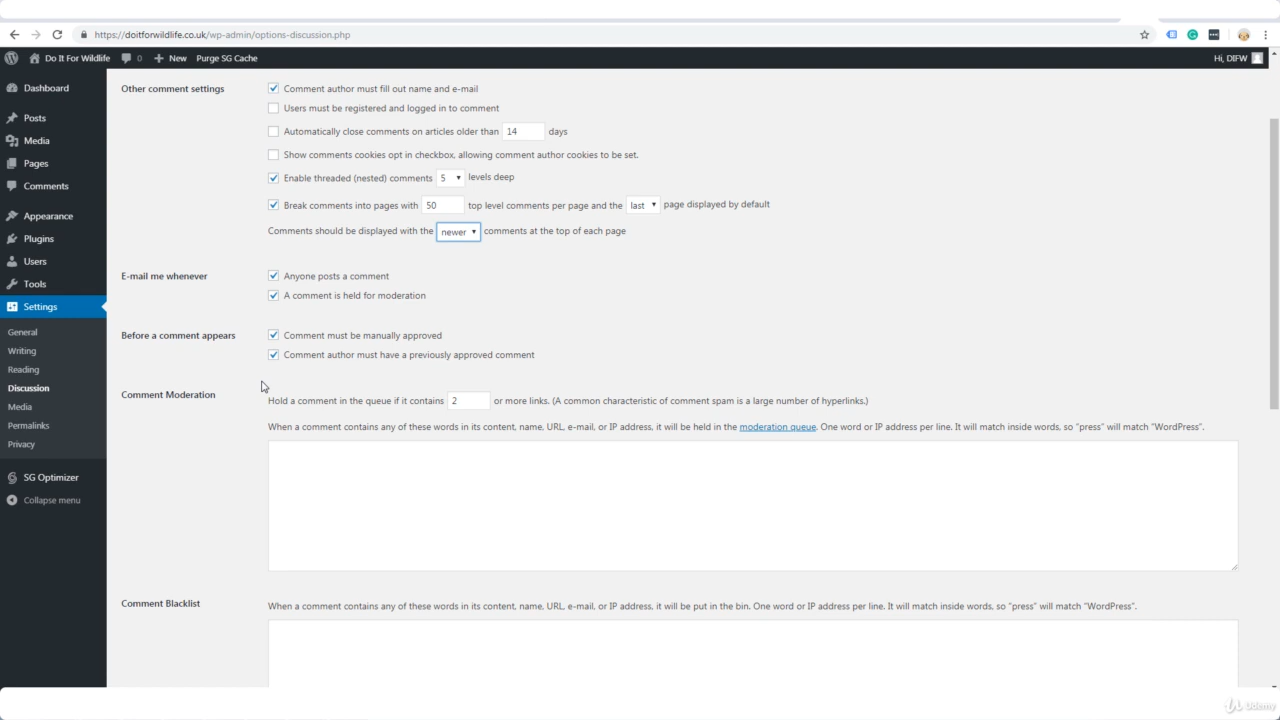 https://doitforwildlife.co.uk/wp-admin/options-discussion.php
Do It For Wildlife 0 New Purge SG Cache Hi, DIFW
Dashboard
Posts
Media
Pages
Comments
Appearance
Plugins
Users
Tools
Settings
General
Writing
Reading
Discussion
Media
Permalinks
Privacy
SG Optimizer
Collapse menu
Other comment settings
Comment author must fill out name and e-mail
Users must be registered and logged in to comment
Automatically close comments on articles older than 14 days
Show comments cookies opt in checkbox, allowing comment author cookies to be set.
Enable threaded (nested) comments 5 levels deep
Break comments into pages with 50 top level comments per page and the last page displayed by default
Comments should be displayed with the newer comments at the top of each page
E-mail me whenever
Anyone posts a comment
A comment is held for moderation
Before a comment appears
Comment must be manually approved
Comment author must have a previously approved comment
Comment Moderation
Hold a comment in the queue if it contains 2 or more links. (A common characteristic of comment spam is a large number of hyperlinks.)
When a comment contains any of these words in its content, name, URL, e-mail, or IP address, it will be held in the moderation queue. One word or IP address per line. It will match inside words, so "press" will match "WordPress".
Comment Blacklist
When a comment contains any of these words in its content, name, URL, e-mail, or IP address, it will be put in the bin. One word or IP address per line. It will match inside words, so "press" will match "WordPress".
Udemy